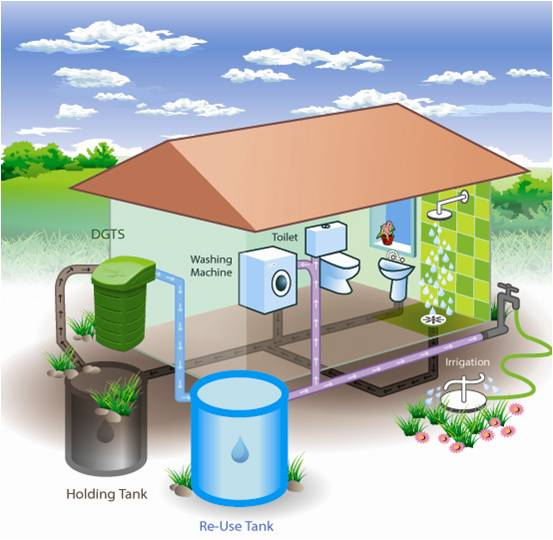 DGTS
Toilet
Washing
Machine
Irrigation
Holding Tank
Re-Use Tank